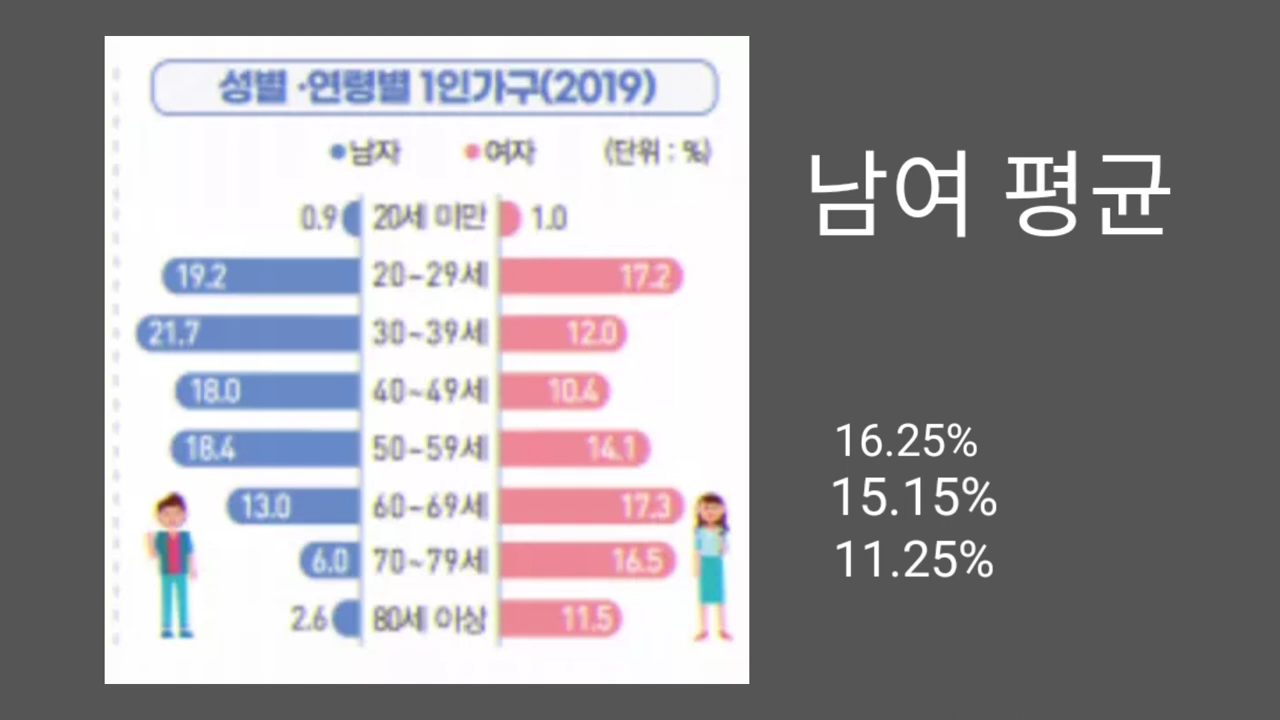 성별 ·연령별 1인가구(2019)
남자 여자 (단위 : %)
0.9 20세 미만 1.0
19.2 20~29세 17.2
21.7 30~39세 12.0
18.0 40~49세 10.4
18.4 50~59세 14.1
13.0 60~69세 17.3
6.0 70~79세 16.5
2.6 80세 이상 11.5
남여 평균
16.25%
15.15%
11.25%